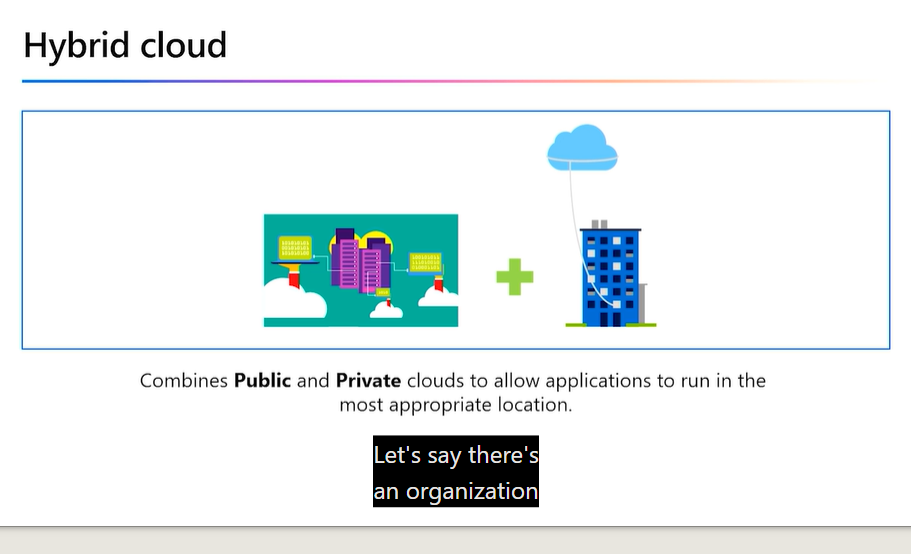 Hybrid cloud
Combines Public and Private clouds to allow applications to run in the
most appropriate location.
Let's say there's
an organization